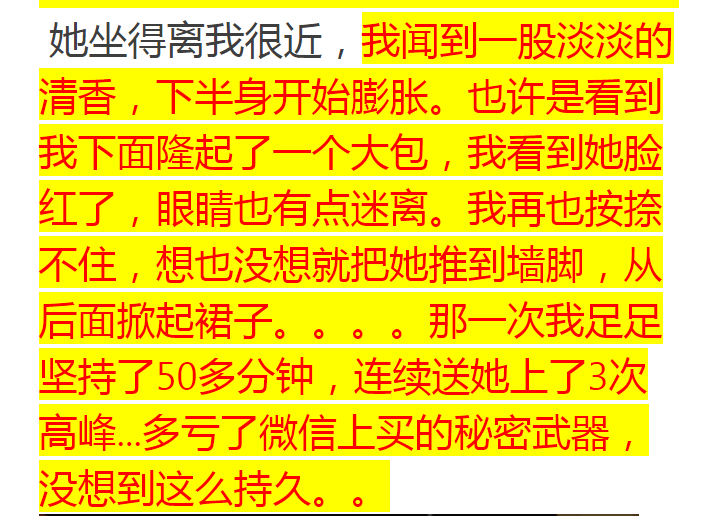 她坐得离我很近，我闻到一股淡淡的
清香，下半身开始膨胀。也许是看到
我下面隆起了一个大包，我看到她脸
红了，眼睛也有点迷离。我再也按捺
不住，想也没想就把她推到墙脚，从
后面掀起裙子。。。。那一次我足足
坚持了50多分钟，连续送她上了3次
高峰...多亏了微信上买的秘密武器，
没想到这么持久。。